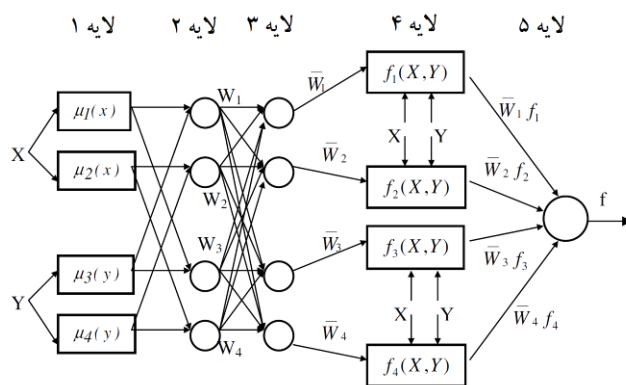 لایه ۱ لایه ۲ لایه ۳ لایه ۴ لایه ۵
X
μ1(x)
μ2(x)
Y
μ3(y)
μ4(y)
W1
W2
W3
W4
W̅1
W̅2
W̅3
W̅4
f1(X,Y)
X Y
f2(X,Y)
f3(X,Y)
X Y
f4(X,Y)
W̅1 f1
W̅2 f2
W̅3 f3
W̅4 f4
f